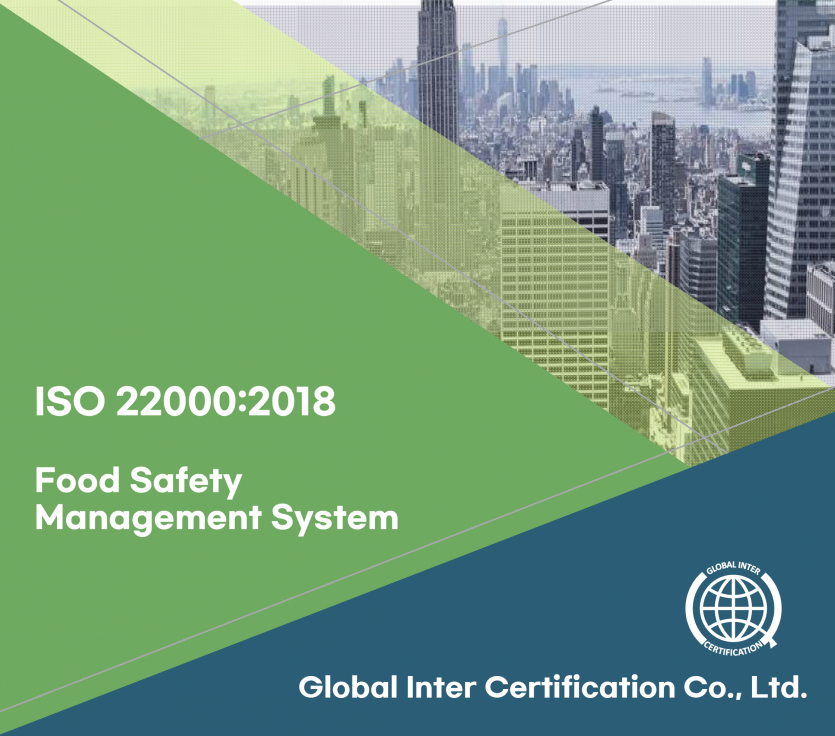 ISO 22000:2018
Food Safety
Management System
GLOBAL INTER
CERTIFICATION
Global Inter Certification Co., Ltd.